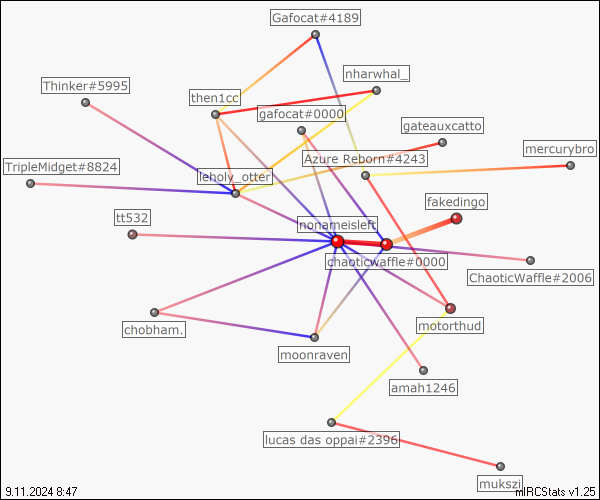 Gafocat#4189
nharwhal_
Thinker#5995
then1cc
gafocat#0000
gateauxcatto
mercurybro
Azure Reborn#4243
TripleMidget#8824
leholy_otter
fakedingo
tt532
nonameisleft
chaoticwaffle#0000
ChaoticWaffle#2006
chobham.
motorthud
moonraven
amah1246
lucas das oppai#2396
mukszi
9.11.2024 8:47
mIRCStats v1.25